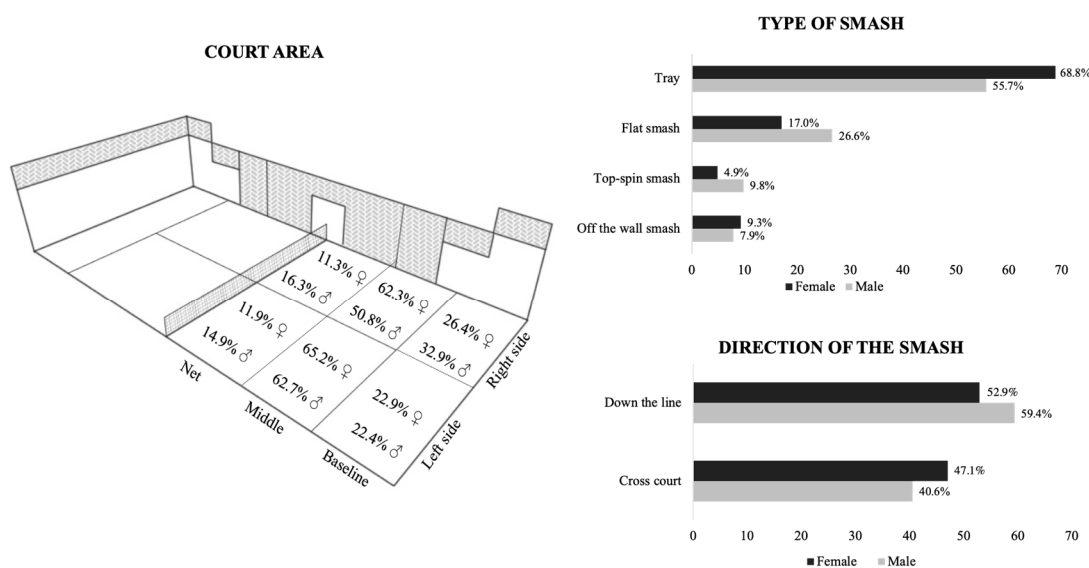 COURT AREA
11.3% ♀
16.3% ♂
62.3% ♀
50.8% ♂
26.4% ♀
32.9% ♂
11.9% ♀
14.9% ♂
65.2% ♀
62.7% ♂
22.9% ♀
22.4% ♂
Net
Middle
Baseline
Left side
Right side
TYPE OF SMASH
Tray
68.8%
55.7%
Flat smash
17.0%
26.6%
Top-spin smash
4.9%
9.8%
Off the wall smash
9.3%
7.9%
0 10 20 30 40 50 60 70
Female Male
DIRECTION OF THE SMASH
Down the line
52.9%
59.4%
Cross court
47.1%
40.6%
0 10 20 30 40 50 60 70
Female Male